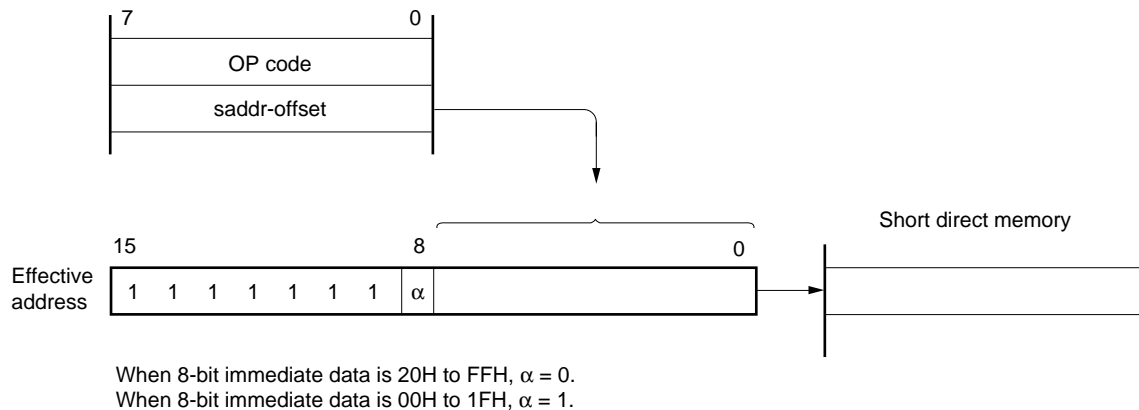 7 0
OP code
saddr-offset
Short direct memory
15 8 0
Effective
address
1 1 1 1 1 1 1 α
When 8-bit immediate data is 20H to FFH, α = 0.
When 8-bit immediate data is 00H to 1FH, α = 1.